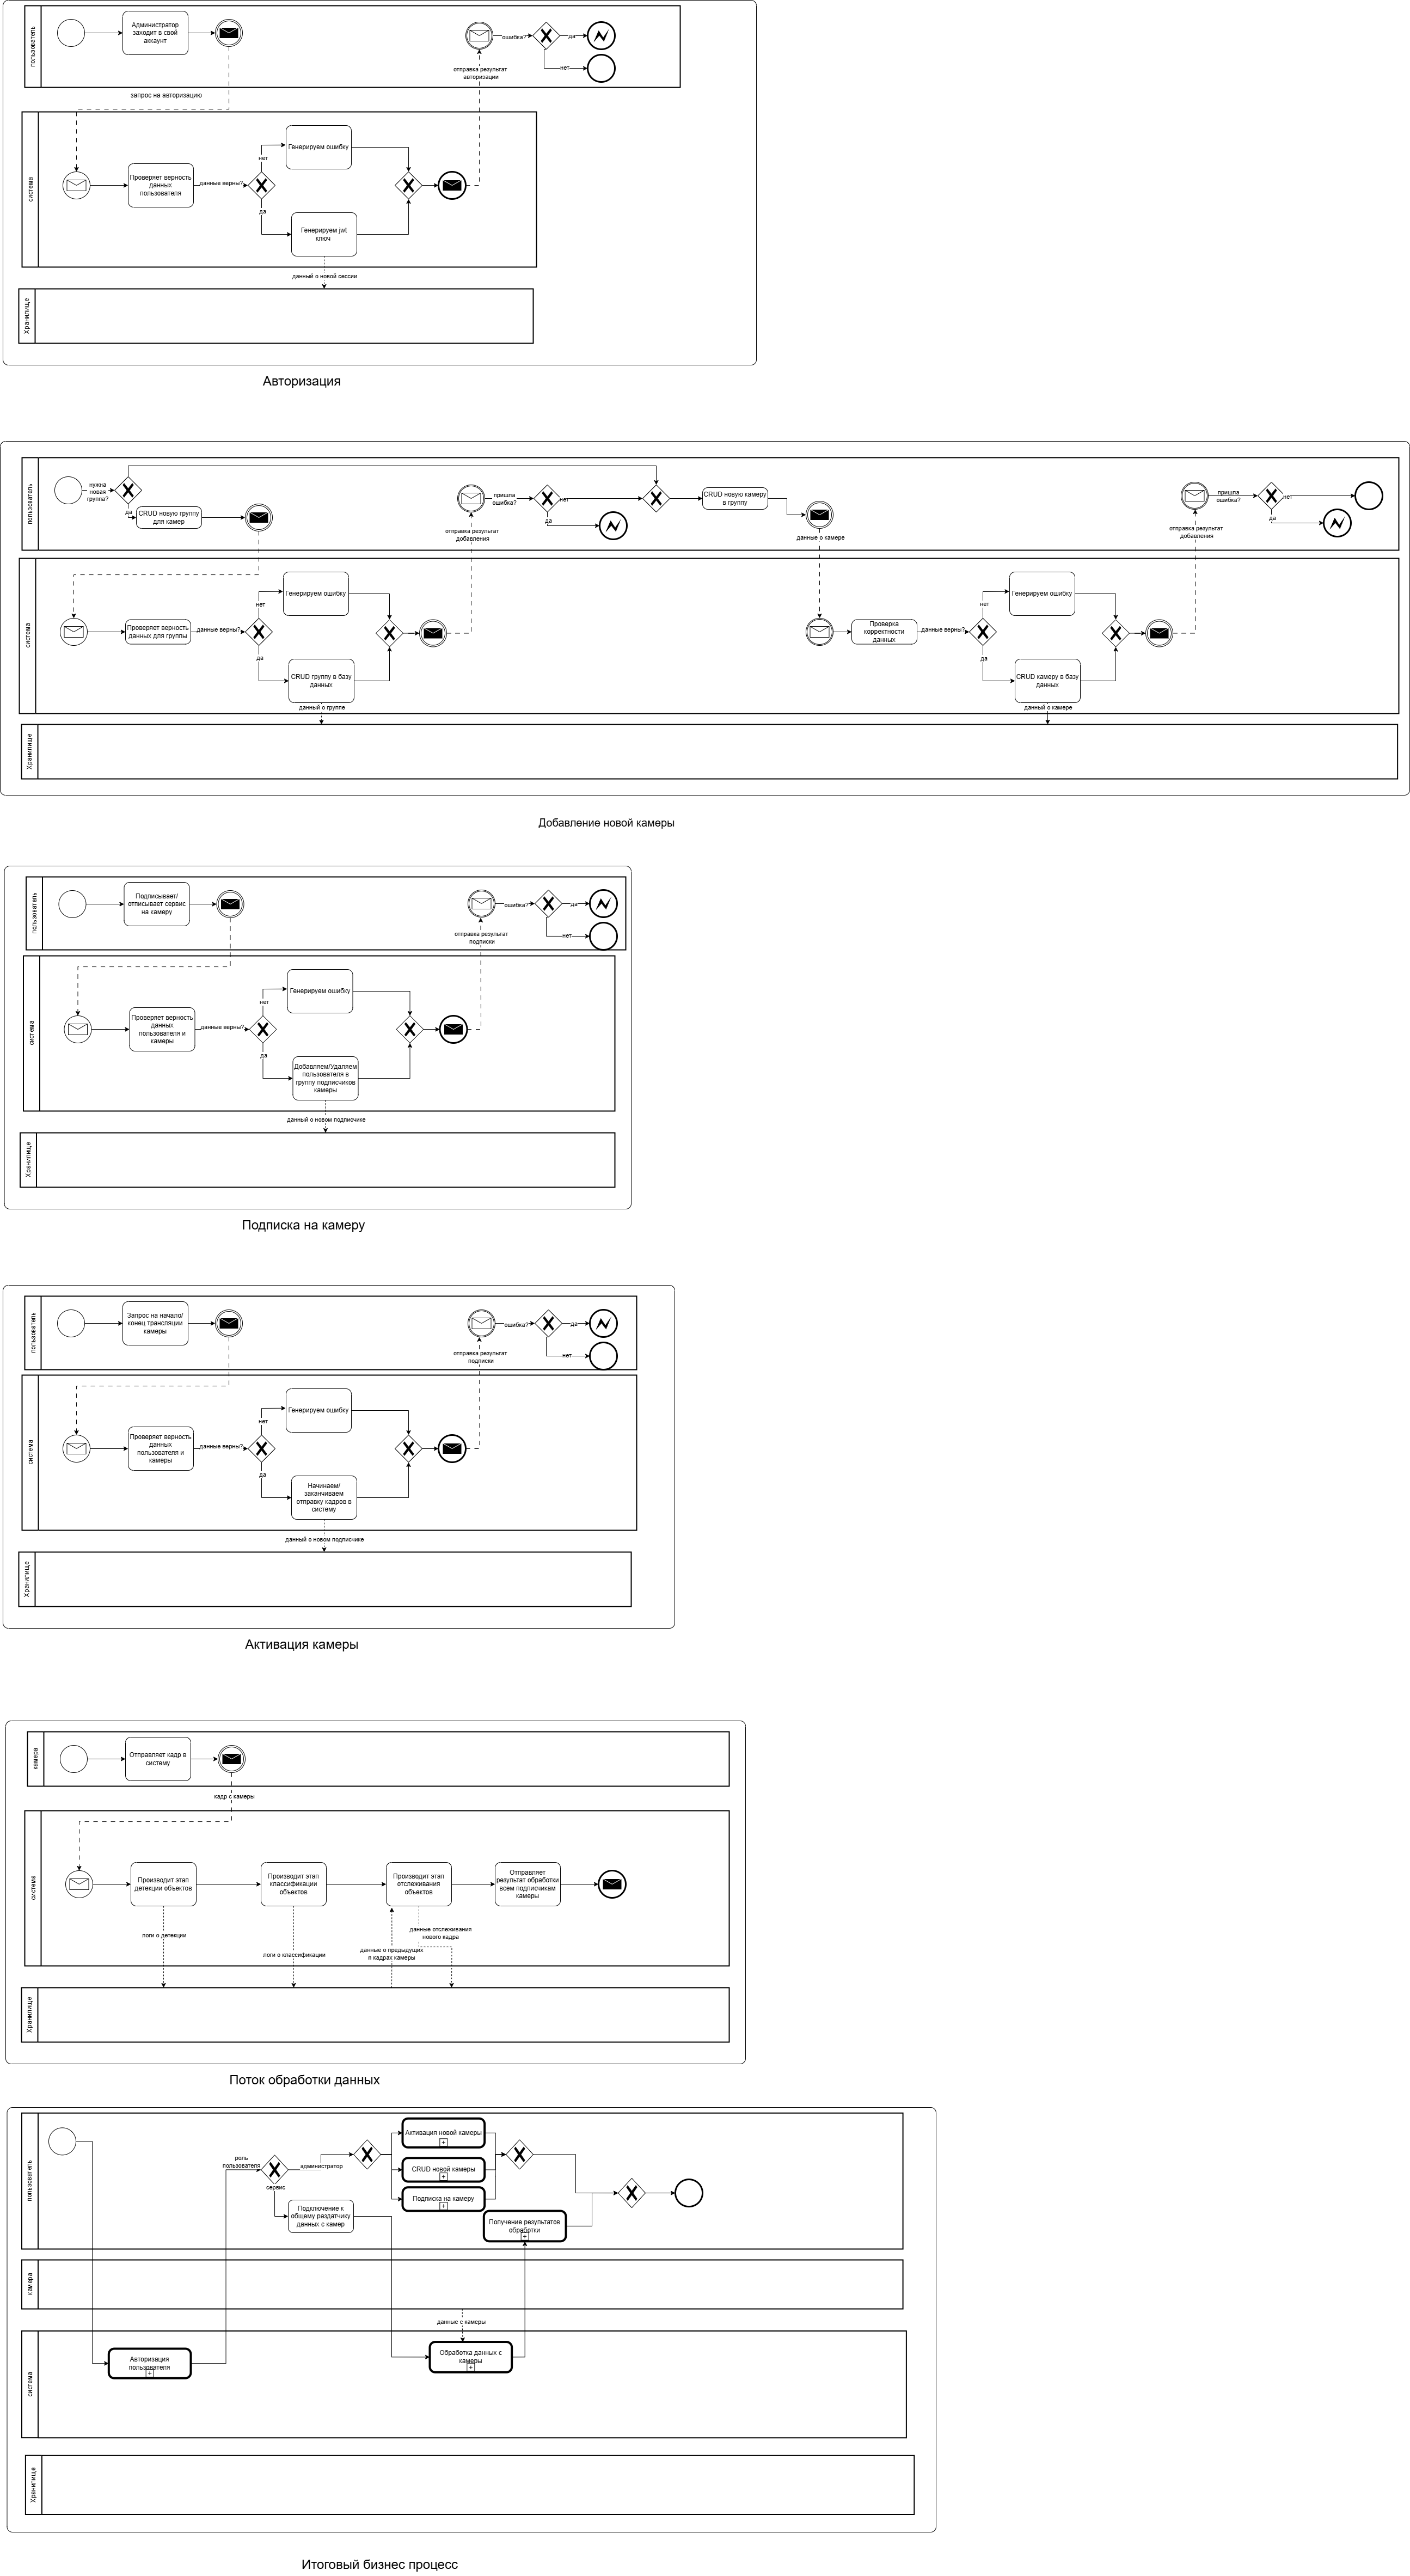 пользователь
Администратор
заходит в свой
аккаунт
ошибка?
да
нет
отправка результат
авторизации
запрос на авторизацию
система
Проверяет верность
данных
пользователя
данные верны?
нет
да
Генерируем ошибку
Генерируем jwt
ключ
данный о новой сессии
Хранилище
Авторизация
пользователь
нужна
новая
группа?
да
CRUD новую группу
для камер
пришла
ошибка?
нет
да
отправка результат
добавления
CRUD новую камеру
в группу
данные о камере
пришла
ошибка?
нет
да
отправка результат
добавления
система
Проверяет верность
данных для группы
данные верны?
нет
да
Генерируем ошибку
CRUD группу в базу
данных
данный о группе
Проверка
корректности
данных
данные верны?
нет
да
Генерируем ошибку
CRUD камеру в базу
данных
данный о камере
Хранилище
Добавление новой камеры
пользователь
Подписывает/
отписывает сервис
на камеру
ошибка?
да
нет
отправка результат
подписки
система
Проверяет верность
данных
пользователя и
камеры
данные верны?
нет
да
Генерируем ошибку
Добавляем/Удаляем
пользователя в
группу подписчиков
камеры
данный о новом подписчике
Хранилище
Подписка на камеру
пользователь
Запрос на начало/
конец трансляции
камеры
ошибка?
да
нет
отправка результат
подписки
система
Проверяет верность
данных
пользователя и
камеры
данные верны?
нет
да
Генерируем ошибку
Начинаем/
заканчиваем
отправку кадров в
систему
данный о новом подписчике
Хранилище
Активация камеры
камера
Отправляет кадр в
систему
кадр с камеры
система
Производит этап
детекции объектов
Производит этап
классификации
объектов
Производит этап
отслеживания
объектов
Отправляет
результат обработки
всем подписчикам
камеры
логи о детекции
логи о классификации
данные о предыдущих
n кадрах камеры
данные отслеживания
нового кадра
Хранилище
Поток обработки данных
пользователь
роль
пользователя
администратор
сервис
Активация новой камеры
CRUD новой камеры
Подписка на камеру
Подключение к
общему раздатчику
данных с камер
Получение результатов
обработки
камера
данные с камеры
система
Авторизация
пользователя
Обработка данных с
камеры
Хранилище
Итоговый бизнес процесс